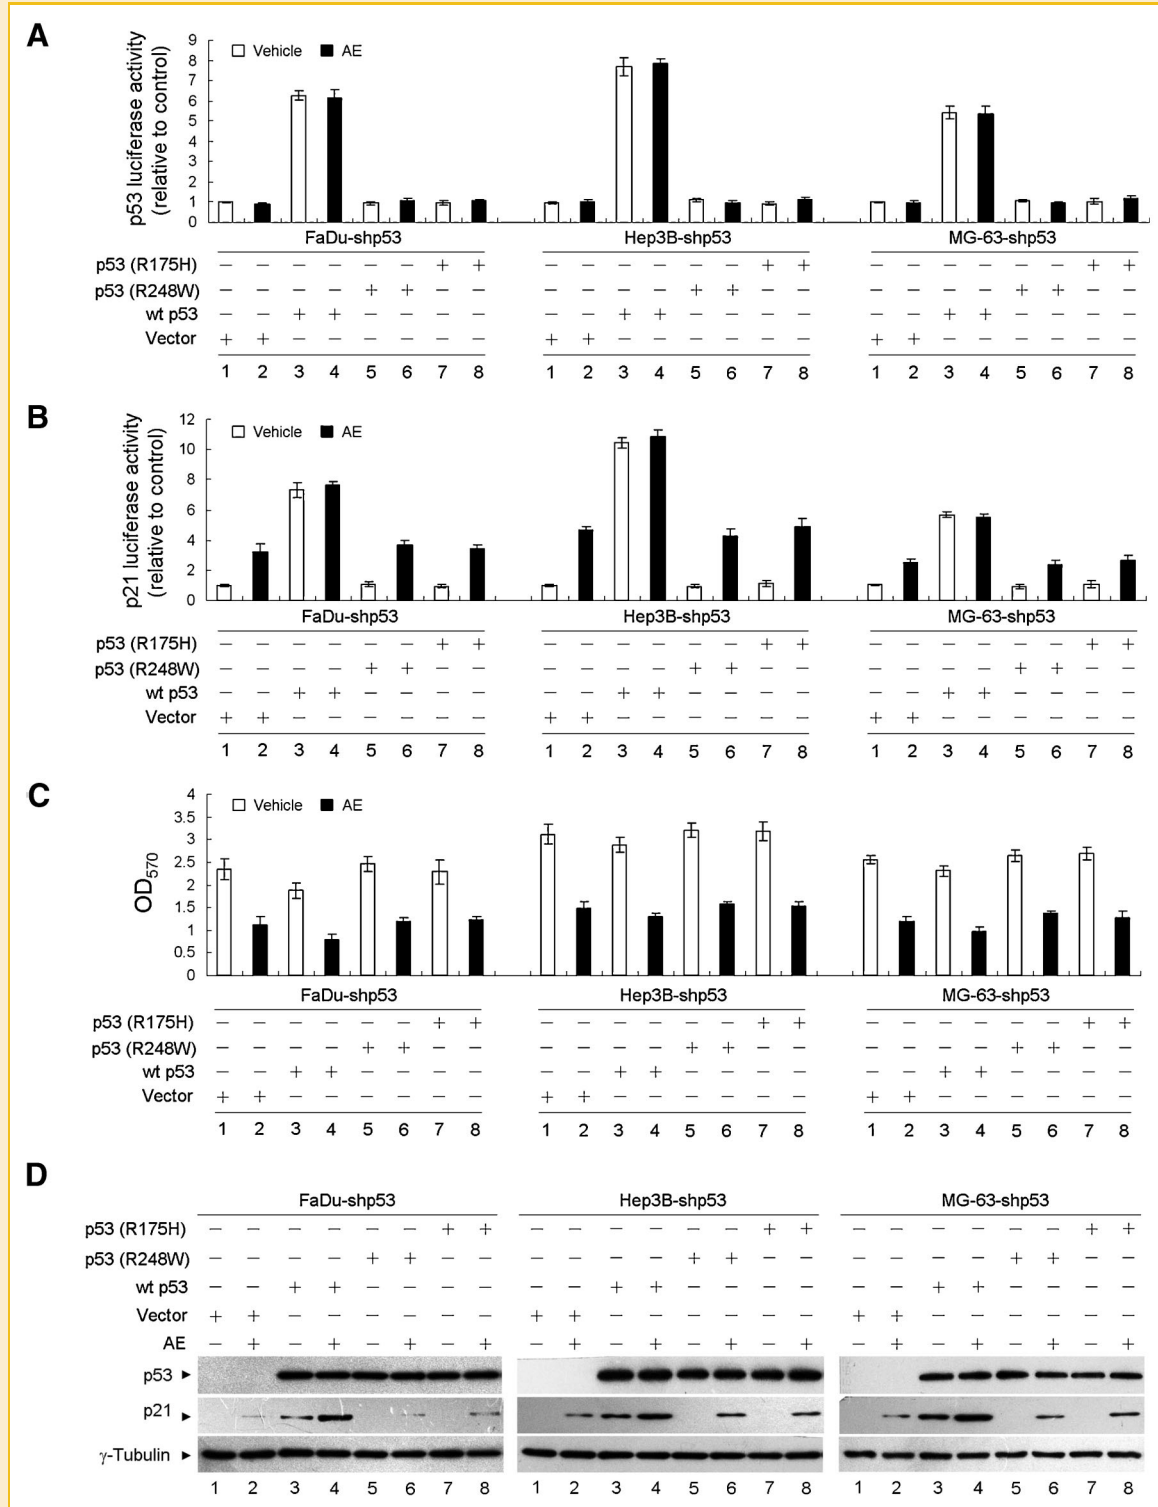 A
p53 luciferase activity
(relative to control)
9
8
7
6
5
4
3
2
1
0
Vehicle AE
FaDu-shp53 Hep3B-shp53 MG-63-shp53
p53 (R175H) − − − − − − + + − − − − − − + + − − − − − − + +
p53 (R248W) − − − − + + − − − − − − + + − − − − − − + + − −
wt p53 − − + + − − − − − − + + − − − − − − + + − − − −
Vector + + − − − − − − + + − − − − − − + + − − − − − −
1 2 3 4 5 6 7 8 1 2 3 4 5 6 7 8 1 2 3 4 5 6 7 8
B
p21 luciferase activity
(relative to control)
12
10
8
6
4
2
0
Vehicle AE
FaDu-shp53 Hep3B-shp53 MG-63-shp53
p53 (R175H) − − − − − − + + − − − − − − + + − − − − − − + +
p53 (R248W) − − − − + + − − − − − − + + − − − − − − + + − −
wt p53 − − + + − − − − − − + + − − − − − − + + − − − −
Vector + + − − − − − − + + − − − − − − + + − − − − − −
1 2 3 4 5 6 7 8 1 2 3 4 5 6 7 8 1 2 3 4 5 6 7 8
C
OD570
4
3.5
3
2.5
2
1.5
1
0.5
0
Vehicle AE
FaDu-shp53 Hep3B-shp53 MG-63-shp53
p53 (R175H) − − − − − − + + − − − − − − + + − − − − − − + +
p53 (R248W) − − − − + + − − − − − − + + − − − − − − + + − −
wt p53 − − + + − − − − − − + + − − − − − − + + − − − −
Vector + + − − − − − − + + − − − − − − + + − − − − − −
1 2 3 4 5 6 7 8 1 2 3 4 5 6 7 8 1 2 3 4 5 6 7 8
D
FaDu-shp53 Hep3B-shp53 MG-63-shp53
p53 (R175H) − − − − − − + + − − − − − − + + − − − − − − + +
p53 (R248W) − − − − + + − − − − − − + + − − − − − − + + − −
wt p53 − − + + − − − − − − + + − − − − − − + + − − − −
Vector + + − − − − − − + + − − − − − − + + − − − − − −
AE − + − + − + − + − + − + − + − + − + − + − + − +
p53 ►
p21 ►
γ-Tubulin ►
1 2 3 4 5 6 7 8 1 2 3 4 5 6 7 8 1 2 3 4 5 6 7 8